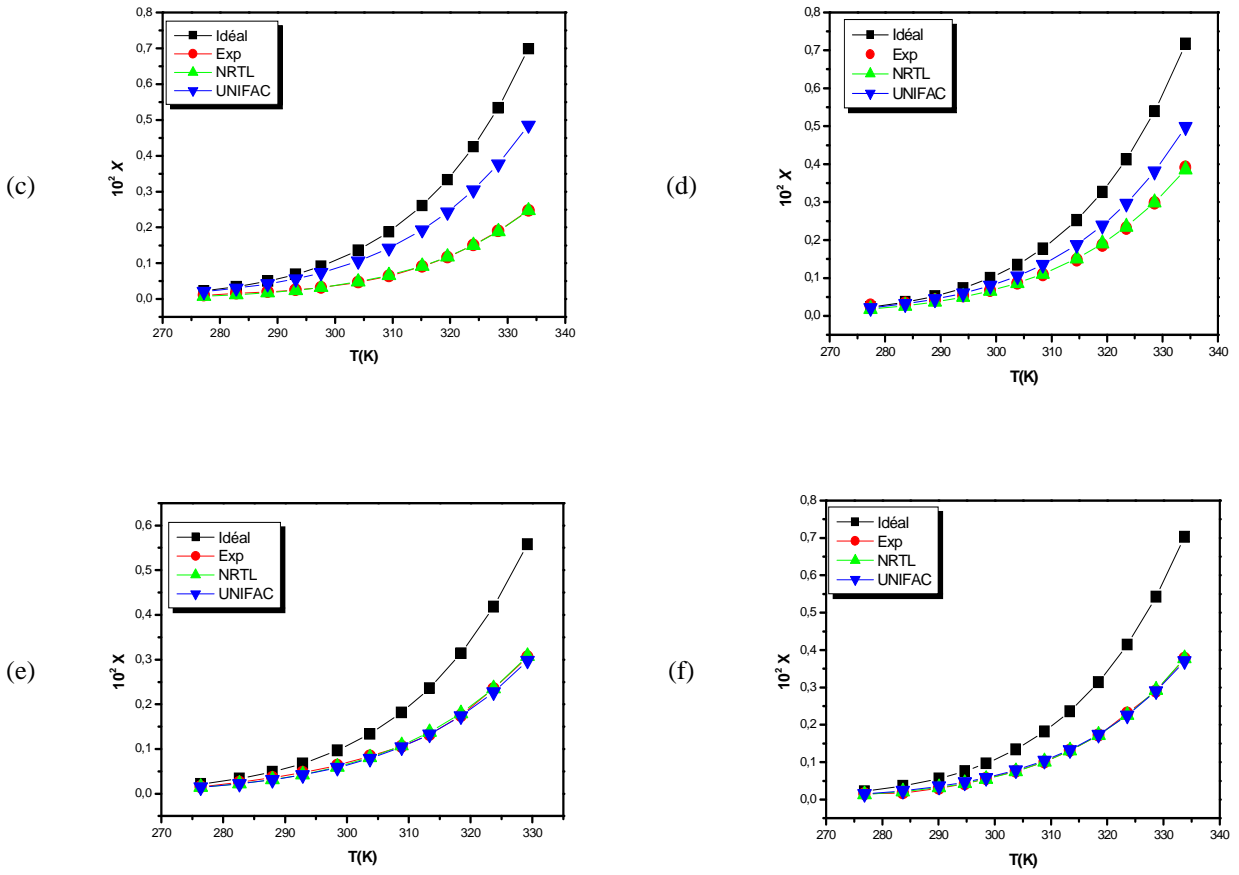 (c)
Idéal
Exp
NRTL
UNIFAC
0,8
0,7
0,6
0,5
0,4
0,3
0,2
0,1
0,0
10² X
270 280 290 300 310 320 330 340
T(K)
(d)
Idéal
Exp
NRTL
UNIFAC
0,8
0,7
0,6
0,5
0,4
0,3
0,2
0,1
0,0
10² X
270 280 290 300 310 320 330 340
T(K)
(e)
Idéal
Exp
NRTL
UNIFAC
0,6
0,5
0,4
0,3
0,2
0,1
0,0
10² X
280 290 300 310 320 330
T(K)
(f)
Idéal
Exp
NRTL
UNIFAC
0,8
0,7
0,6
0,5
0,4
0,3
0,2
0,1
0,0
10² X
270 280 290 300 310 320 330 340
T(K)